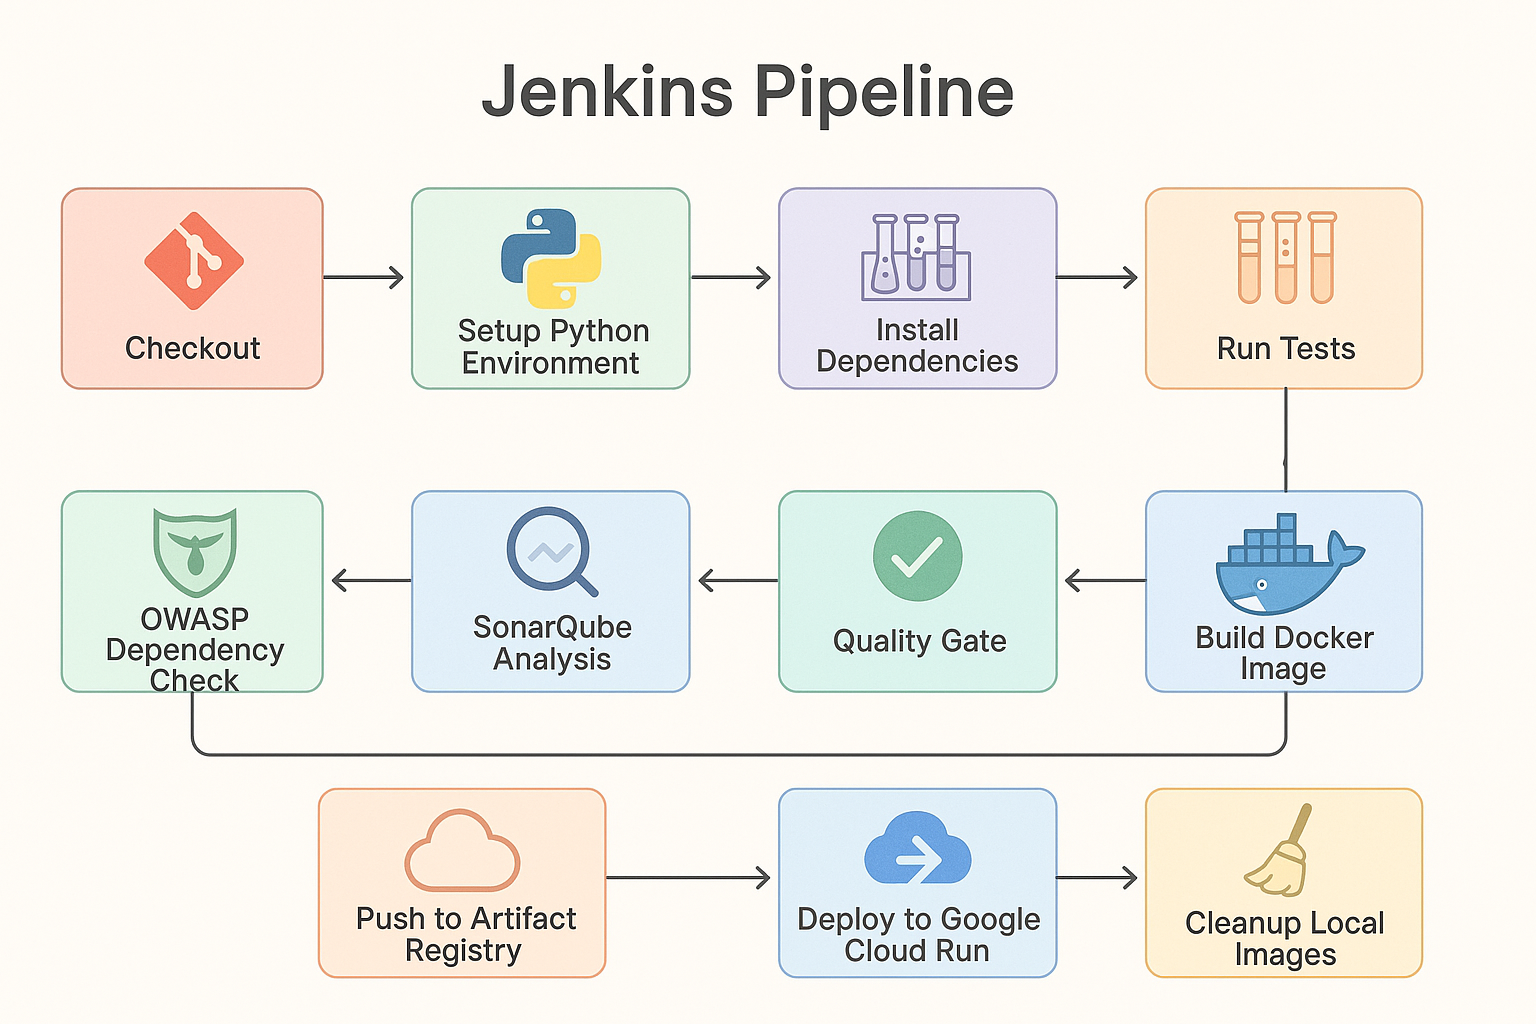 Jenkins Pipeline
Checkout
Setup Python
Environment
Install
Dependencies
Run Tests
OWASP
Dependency
Check
SonarQube
Analysis
Quality Gate
Build Docker
Image
Push to Artifact
Registry
Deploy to Google
Cloud Run
Cleanup Local
Images